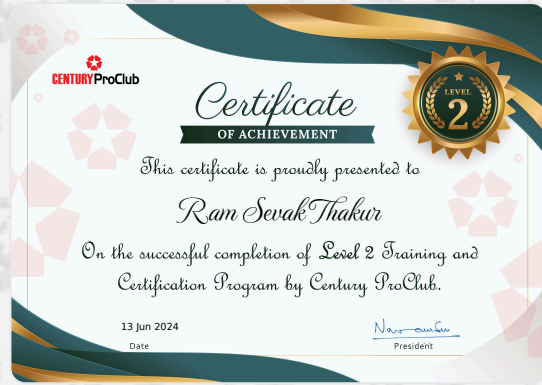 CENTURY ProClub
Certificate
OF ACHIEVEMENT
LEVEL
2
This certificate is proudly presented to
Ram Sevak Thakur
On the successful completion of Level 2 Training and
Certification Program by Century ProClub.
13 Jun 2024
Date
President